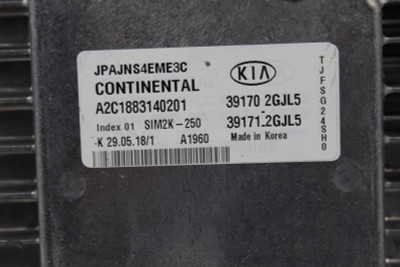 JPAJNS4EME3C
CONTINENTAL
A2C1883140201
Index 01 SIM2K-250
-K 29.05.18/1 A1960
KIA
39170 2GJL5
39171-2GJL5
Made in Korea
TJFSG24SH0